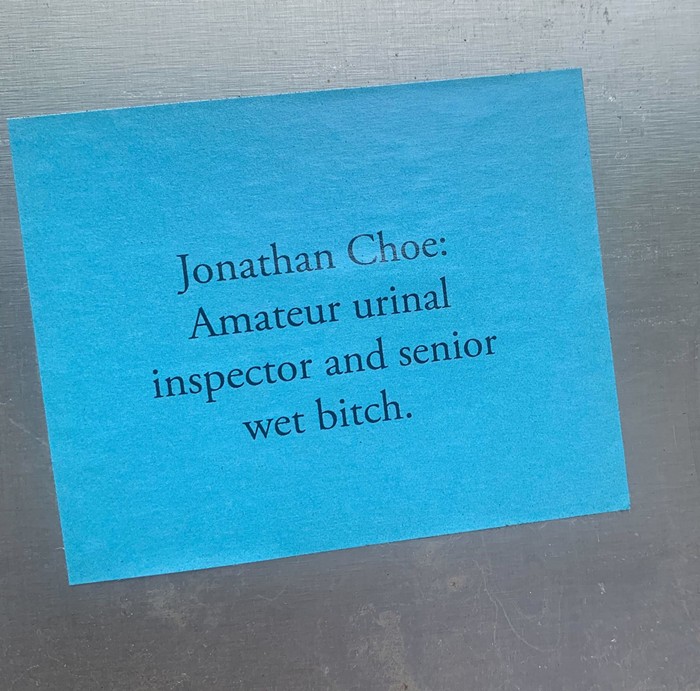 Jonathan Choe:
Amateur urinal
inspector and senior
wet bitch.